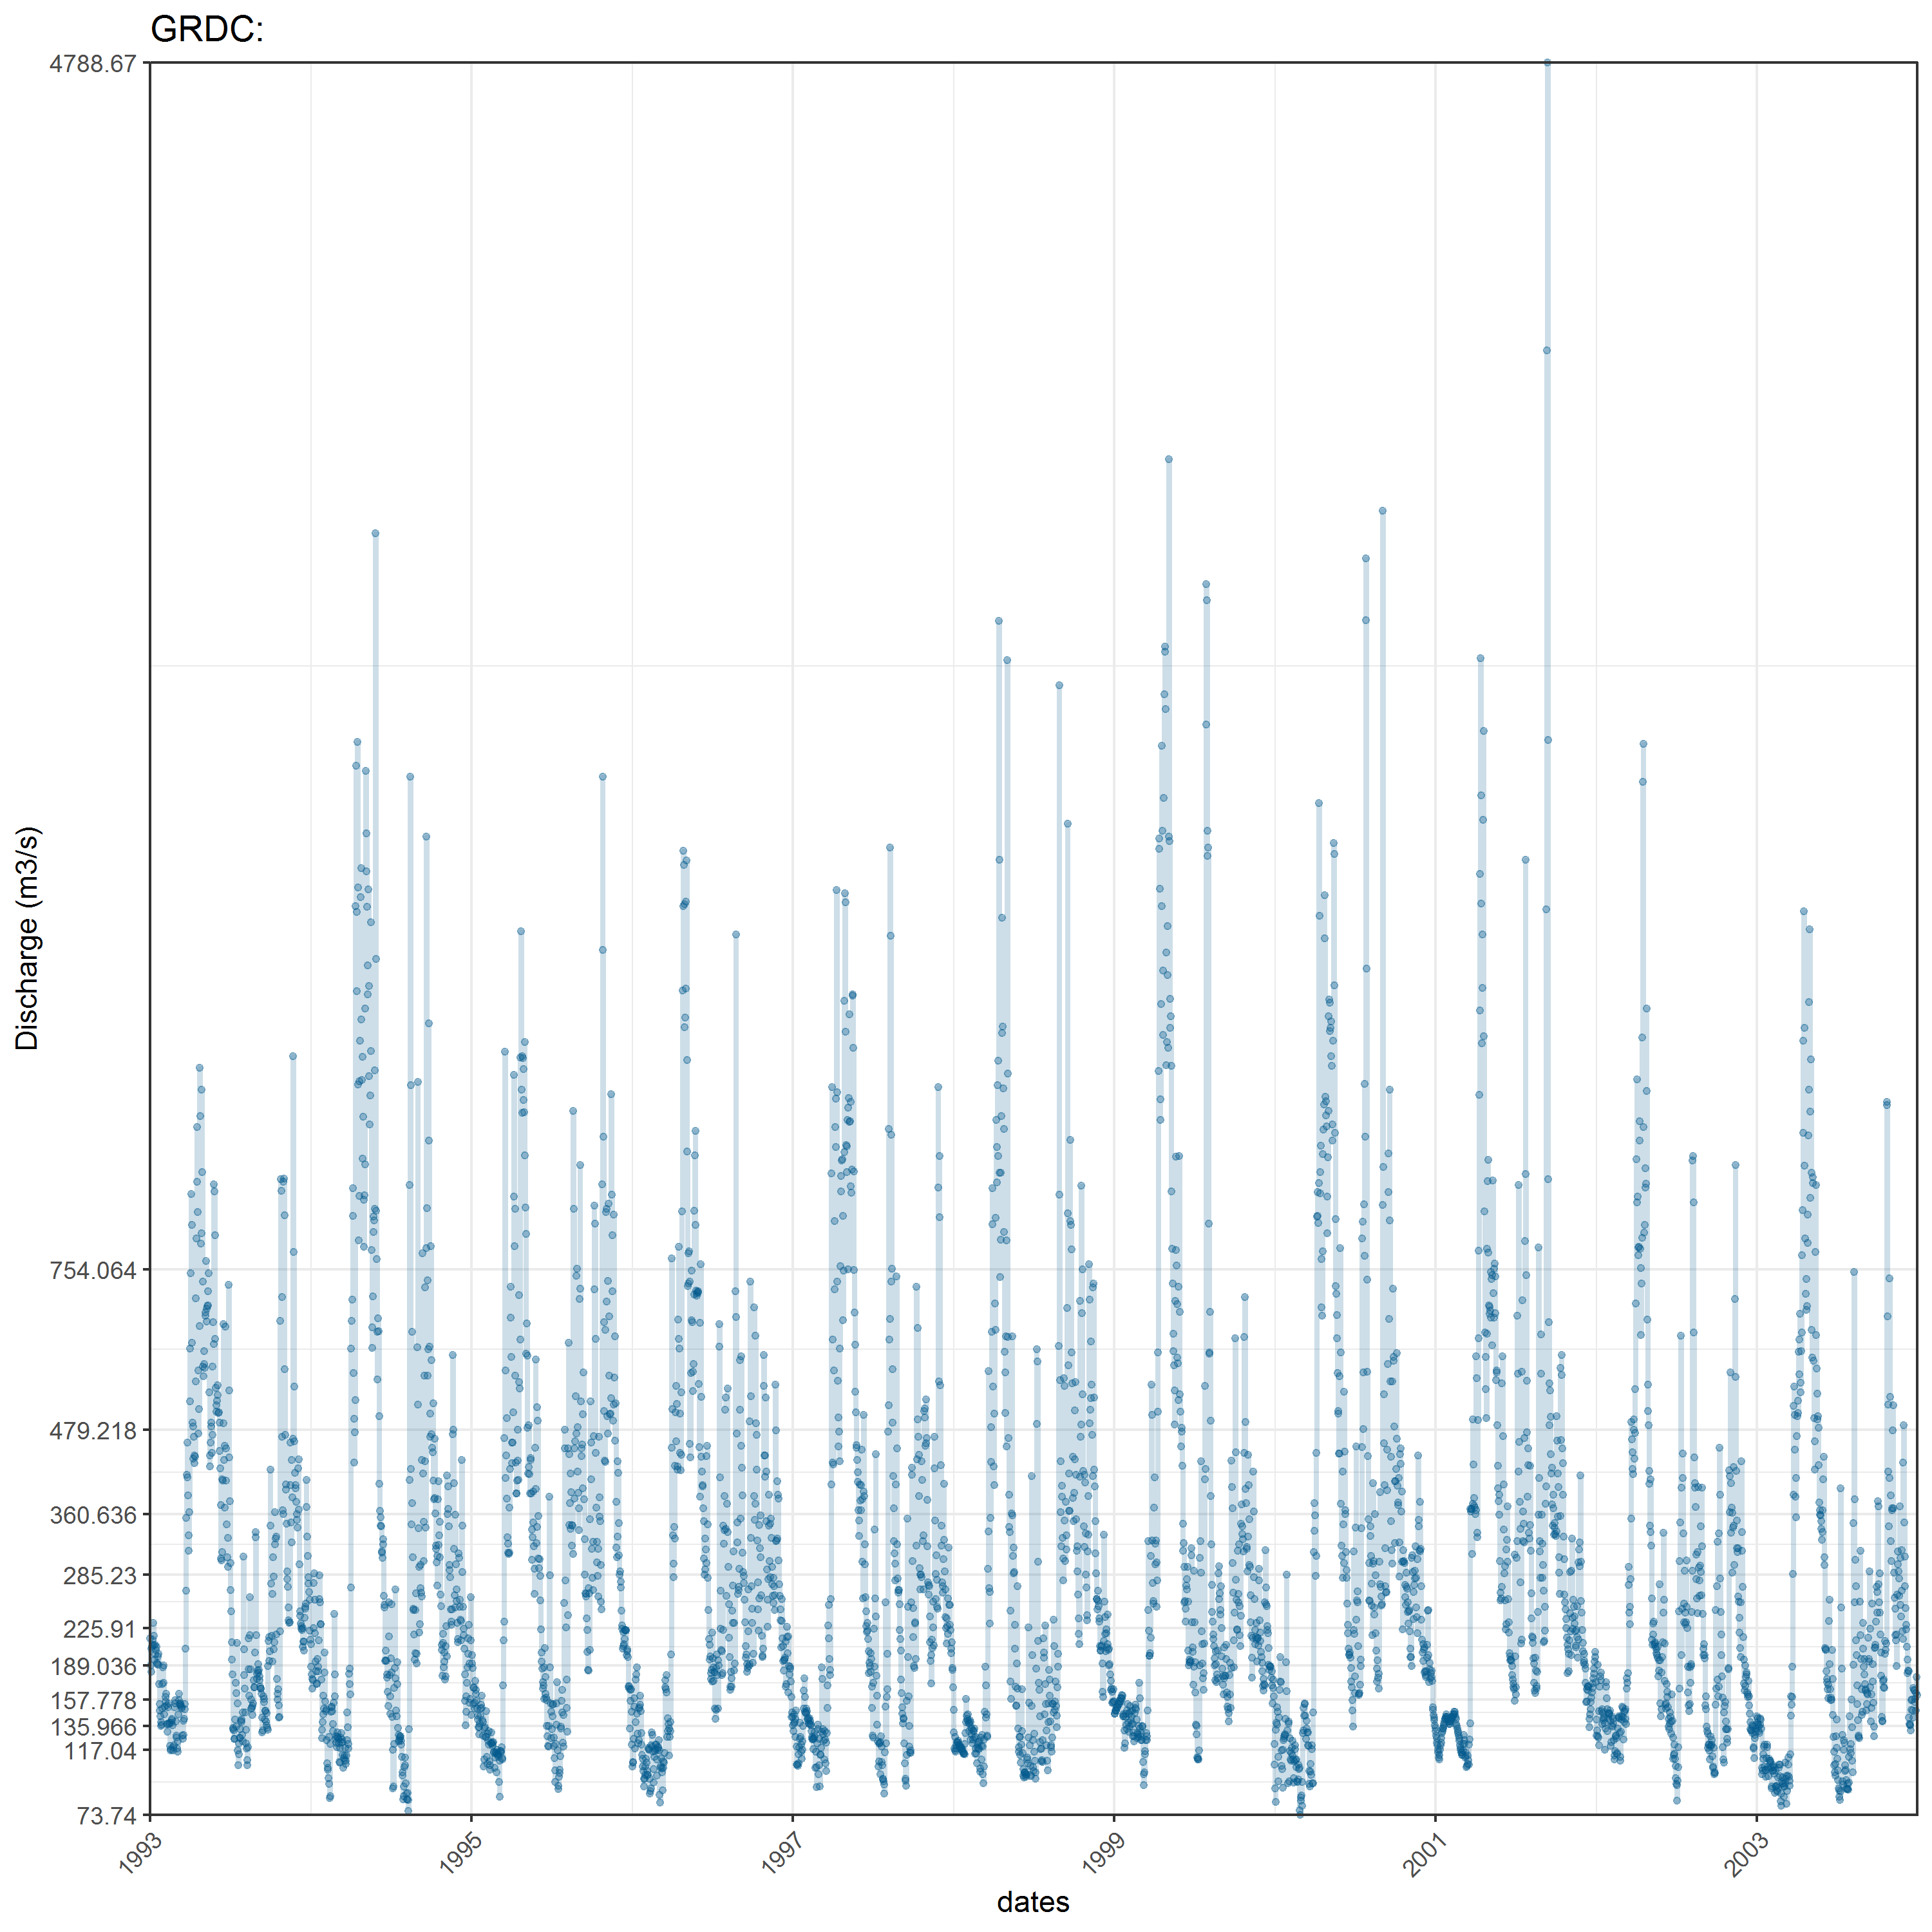 GRDC:
4788.67
754.064
479.218
360.636
285.23
225.91
189.036
157.778
135.966
117.04
73.74
Discharge (m3/s)
1993 1995 1997 1999 2001 2003
dates